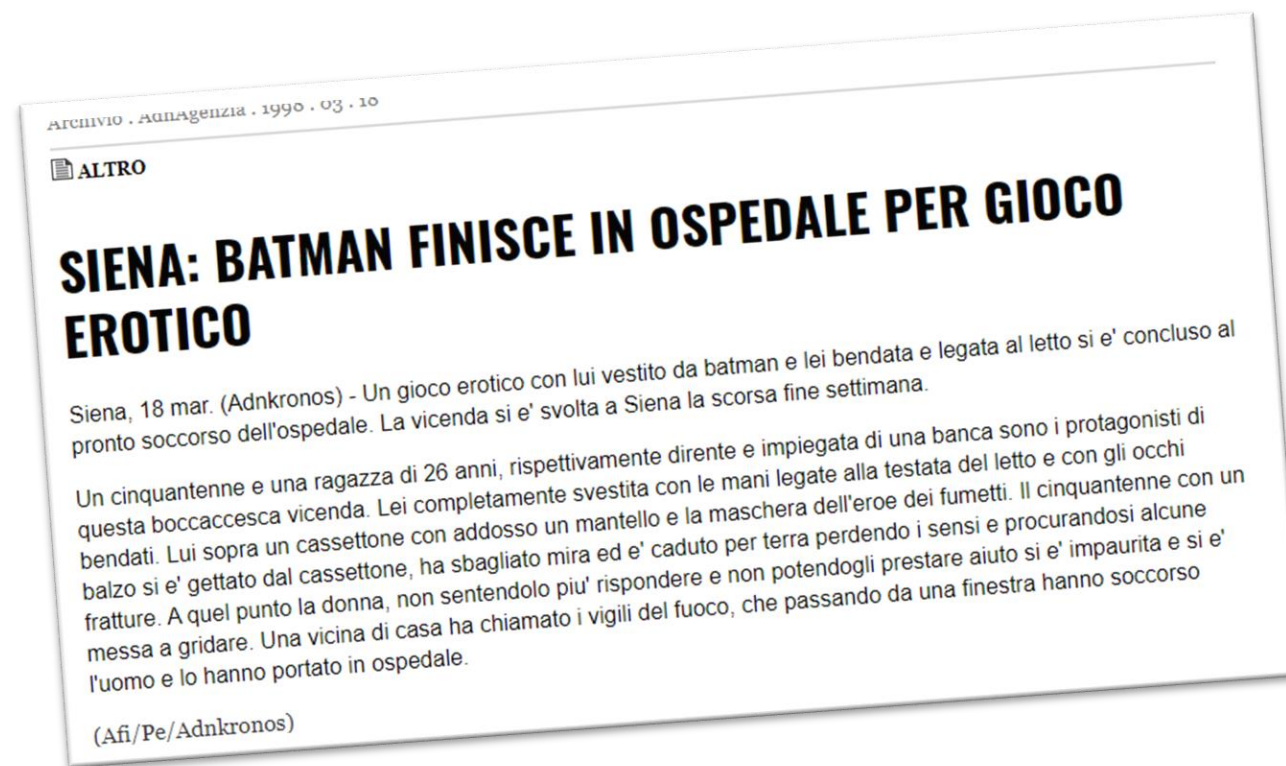 Archivio . AdnAgenzia . 1998 . 03 . 18
ALTRO
SIENA: BATMAN FINISCE IN OSPEDALE PER GIOCO
EROTICO
Siena, 18 mar. (Adnkronos) - Un gioco erotico con lui vestito da batman e lei bendata e legata al letto si e' concluso al
pronto soccorso dell'ospedale. La vicenda si e' svolta a Siena la scorsa fine settimana.
Un cinquantenne e una ragazza di 26 anni, rispettivamente dirente e impiegata di una banca sono i protagonisti di
questa boccaccesca vicenda. Lei completamente svestita con le mani legate alla testata del letto e con gli occhi
bendati. Lui sopra un cassettone con addosso un mantello e la maschera dell'eroe dei fumetti. Il cinquantenne con un
balzo si e' gettato dal cassettone, ha sbagliato mira ed e' caduto per terra perdendo i sensi e procurandosi alcune
fratture. A quel punto la donna, non sentendolo piu' rispondere e non potendogli prestare aiuto si e' impaurita e si e'
messa a gridare. Una vicina di casa ha chiamato i vigili del fuoco, che passando da una finestra hanno soccorso
l'uomo e lo hanno portato in ospedale.
(Afi/Pe/Adnkronos)